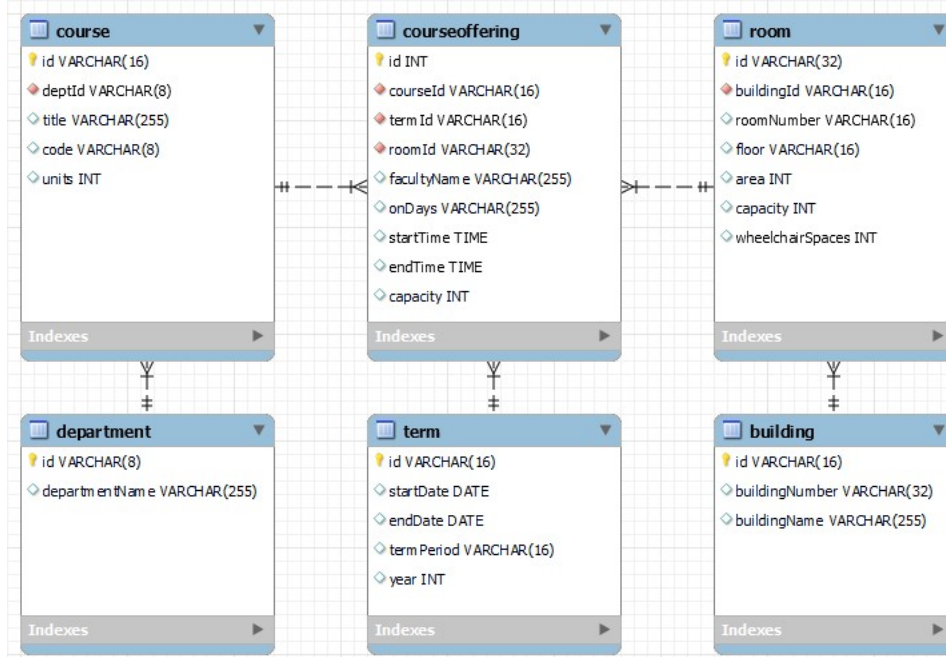 course
id VARCHAR(16)
deptId VARCHAR(8)
title VARCHAR(255)
code VARCHAR(8)
units INT
Indexes
courseoffering
id INT
courseId VARCHAR(16)
termId VARCHAR(16)
roomId VARCHAR(32)
facultyName VARCHAR(255)
onDays VARCHAR(255)
startTime TIME
endTime TIME
capacity INT
Indexes
room
id VARCHAR(32)
buildingId VARCHAR(16)
roomNumber VARCHAR(16)
floor VARCHAR(16)
area INT
capacity INT
wheelchairSpaces INT
Indexes
department
id VARCHAR(8)
departmentName VARCHAR(255)
Indexes
term
id VARCHAR(16)
startDate DATE
endDate DATE
termPeriod VARCHAR(16)
year INT
Indexes
building
id VARCHAR(16)
buildingNumber VARCHAR(32)
buildingName VARCHAR(255)
Indexes